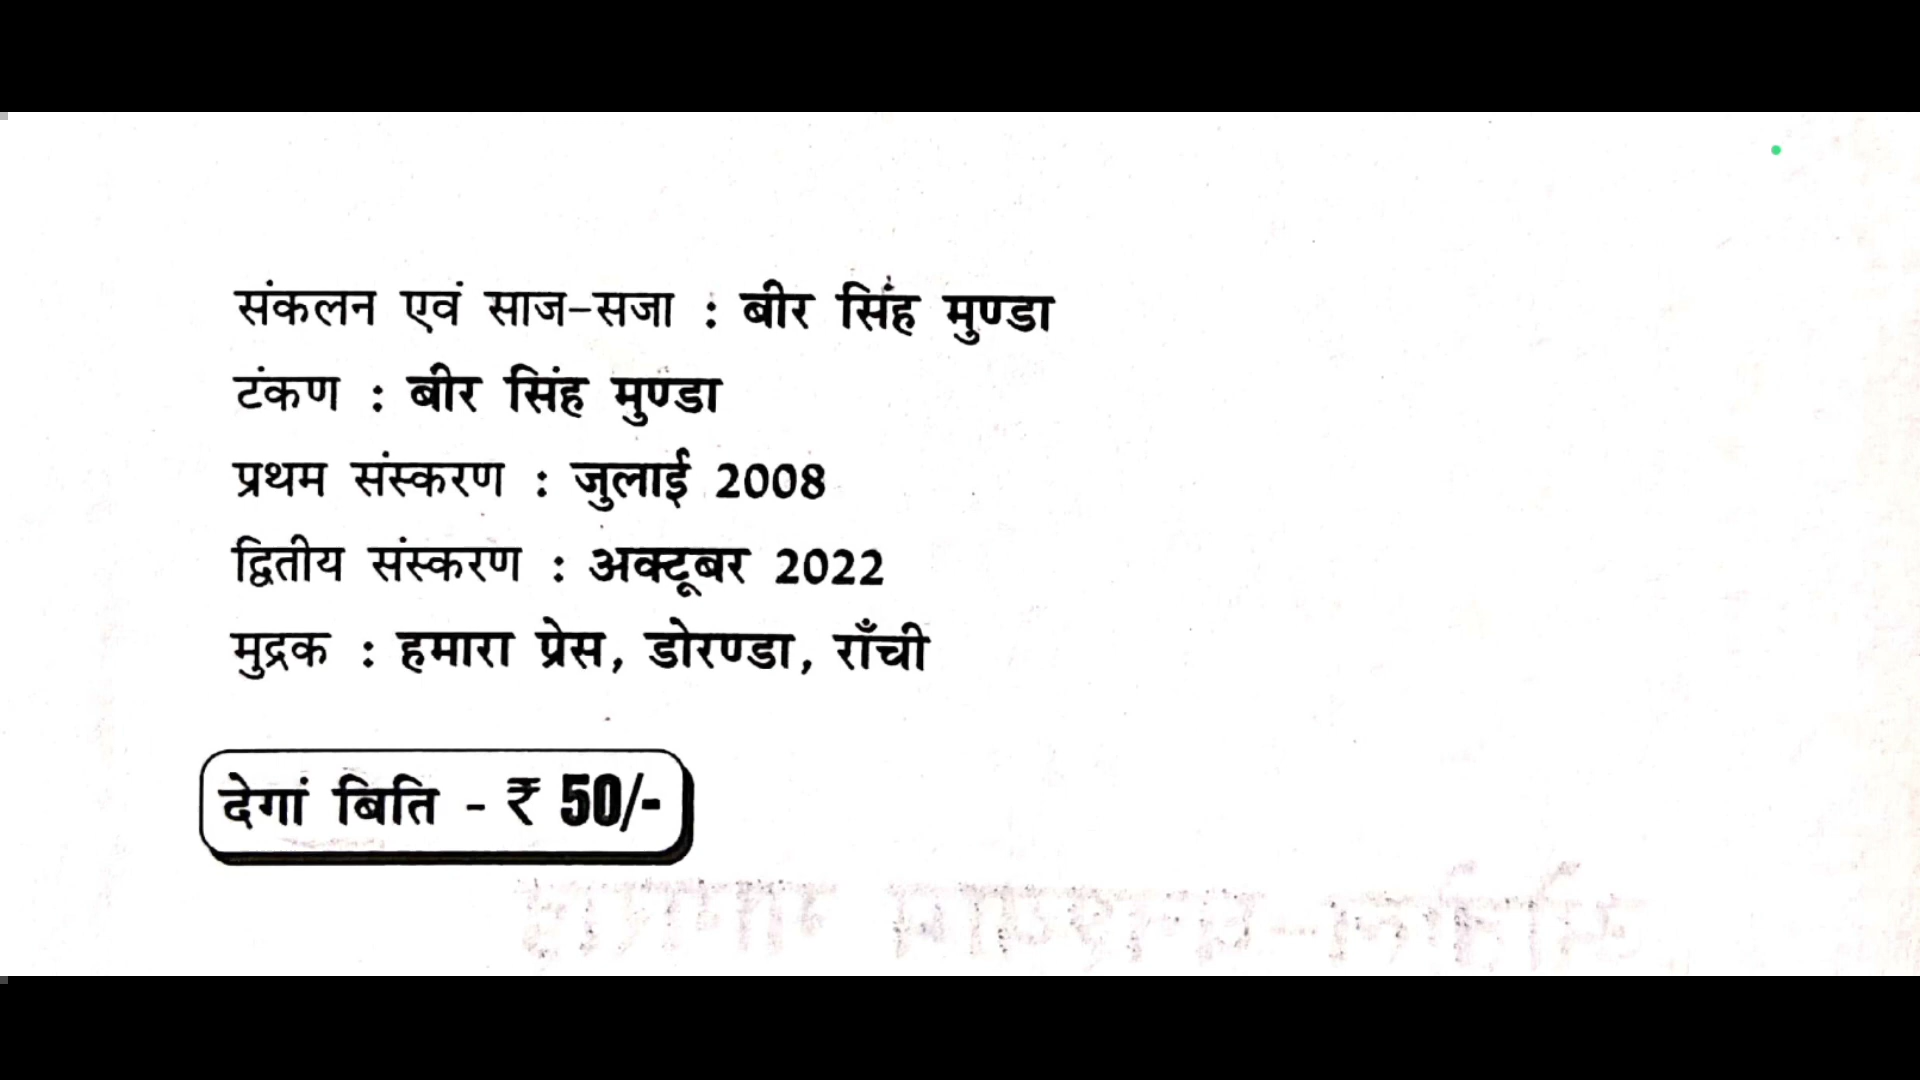 संकलन एवं साज-सजा : बीर सिंह मुण्डा
टंकण : बीर सिंह मुण्डा
प्रथम संस्करण : जुलाई 2008
द्वितीय संस्करण : अक्टूबर 2022
मुद्रक : हमारा प्रेस, डोरण्डा, राँची
देगां बिति - ₹ 50/-